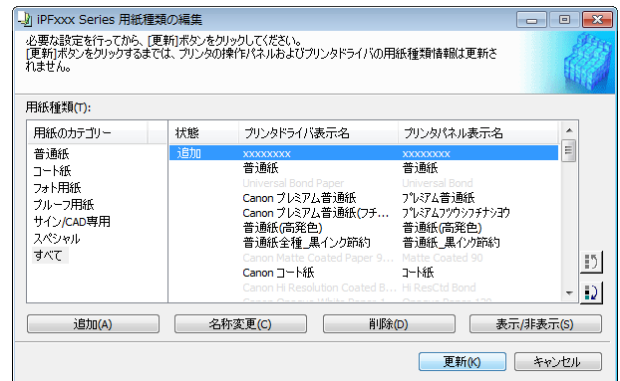 iPFxxx Series 用紙種類の編集
必要な設定を行ってから、[更新]ボタンをクリックしてください。
[更新]ボタンをクリックするまでは、プリンタの操作パネルおよびプリンタドライバの用紙種類情報は更新さ
れません。
用紙種類(T):
用紙のカテゴリー 状態 プリンタドライバ表示名 プリンタパネル表示名
普通紙
コート紙
フォト用紙
プルーフ用紙
サイン/CAD専用
スペシャル
すべて
追加 xxxxxxxx xxxxxxxx
普通紙 普通紙
Universal Bond Paper Universal Bond
Canon プレミアム普通紙 プレミアム普通紙
Canon プレミアム普通紙(フチ... プレミアムフツウシフチナシヨウ
普通紙(高発色) 普通紙(高発色)
普通紙全種_黒インク節約 普通紙_黒インク節約
Canon Matte Coated Paper 9... Matte Coated 90
Canon コート紙 コート紙
Canon Hi Resolution Coated B... Hi ResCtd Bond
Canon Opaque White Paper 1... Opaque Paper 120
追加(A) 名称変更(C) 削除(D) 表示/非表示(S)
更新(K) キャンセル